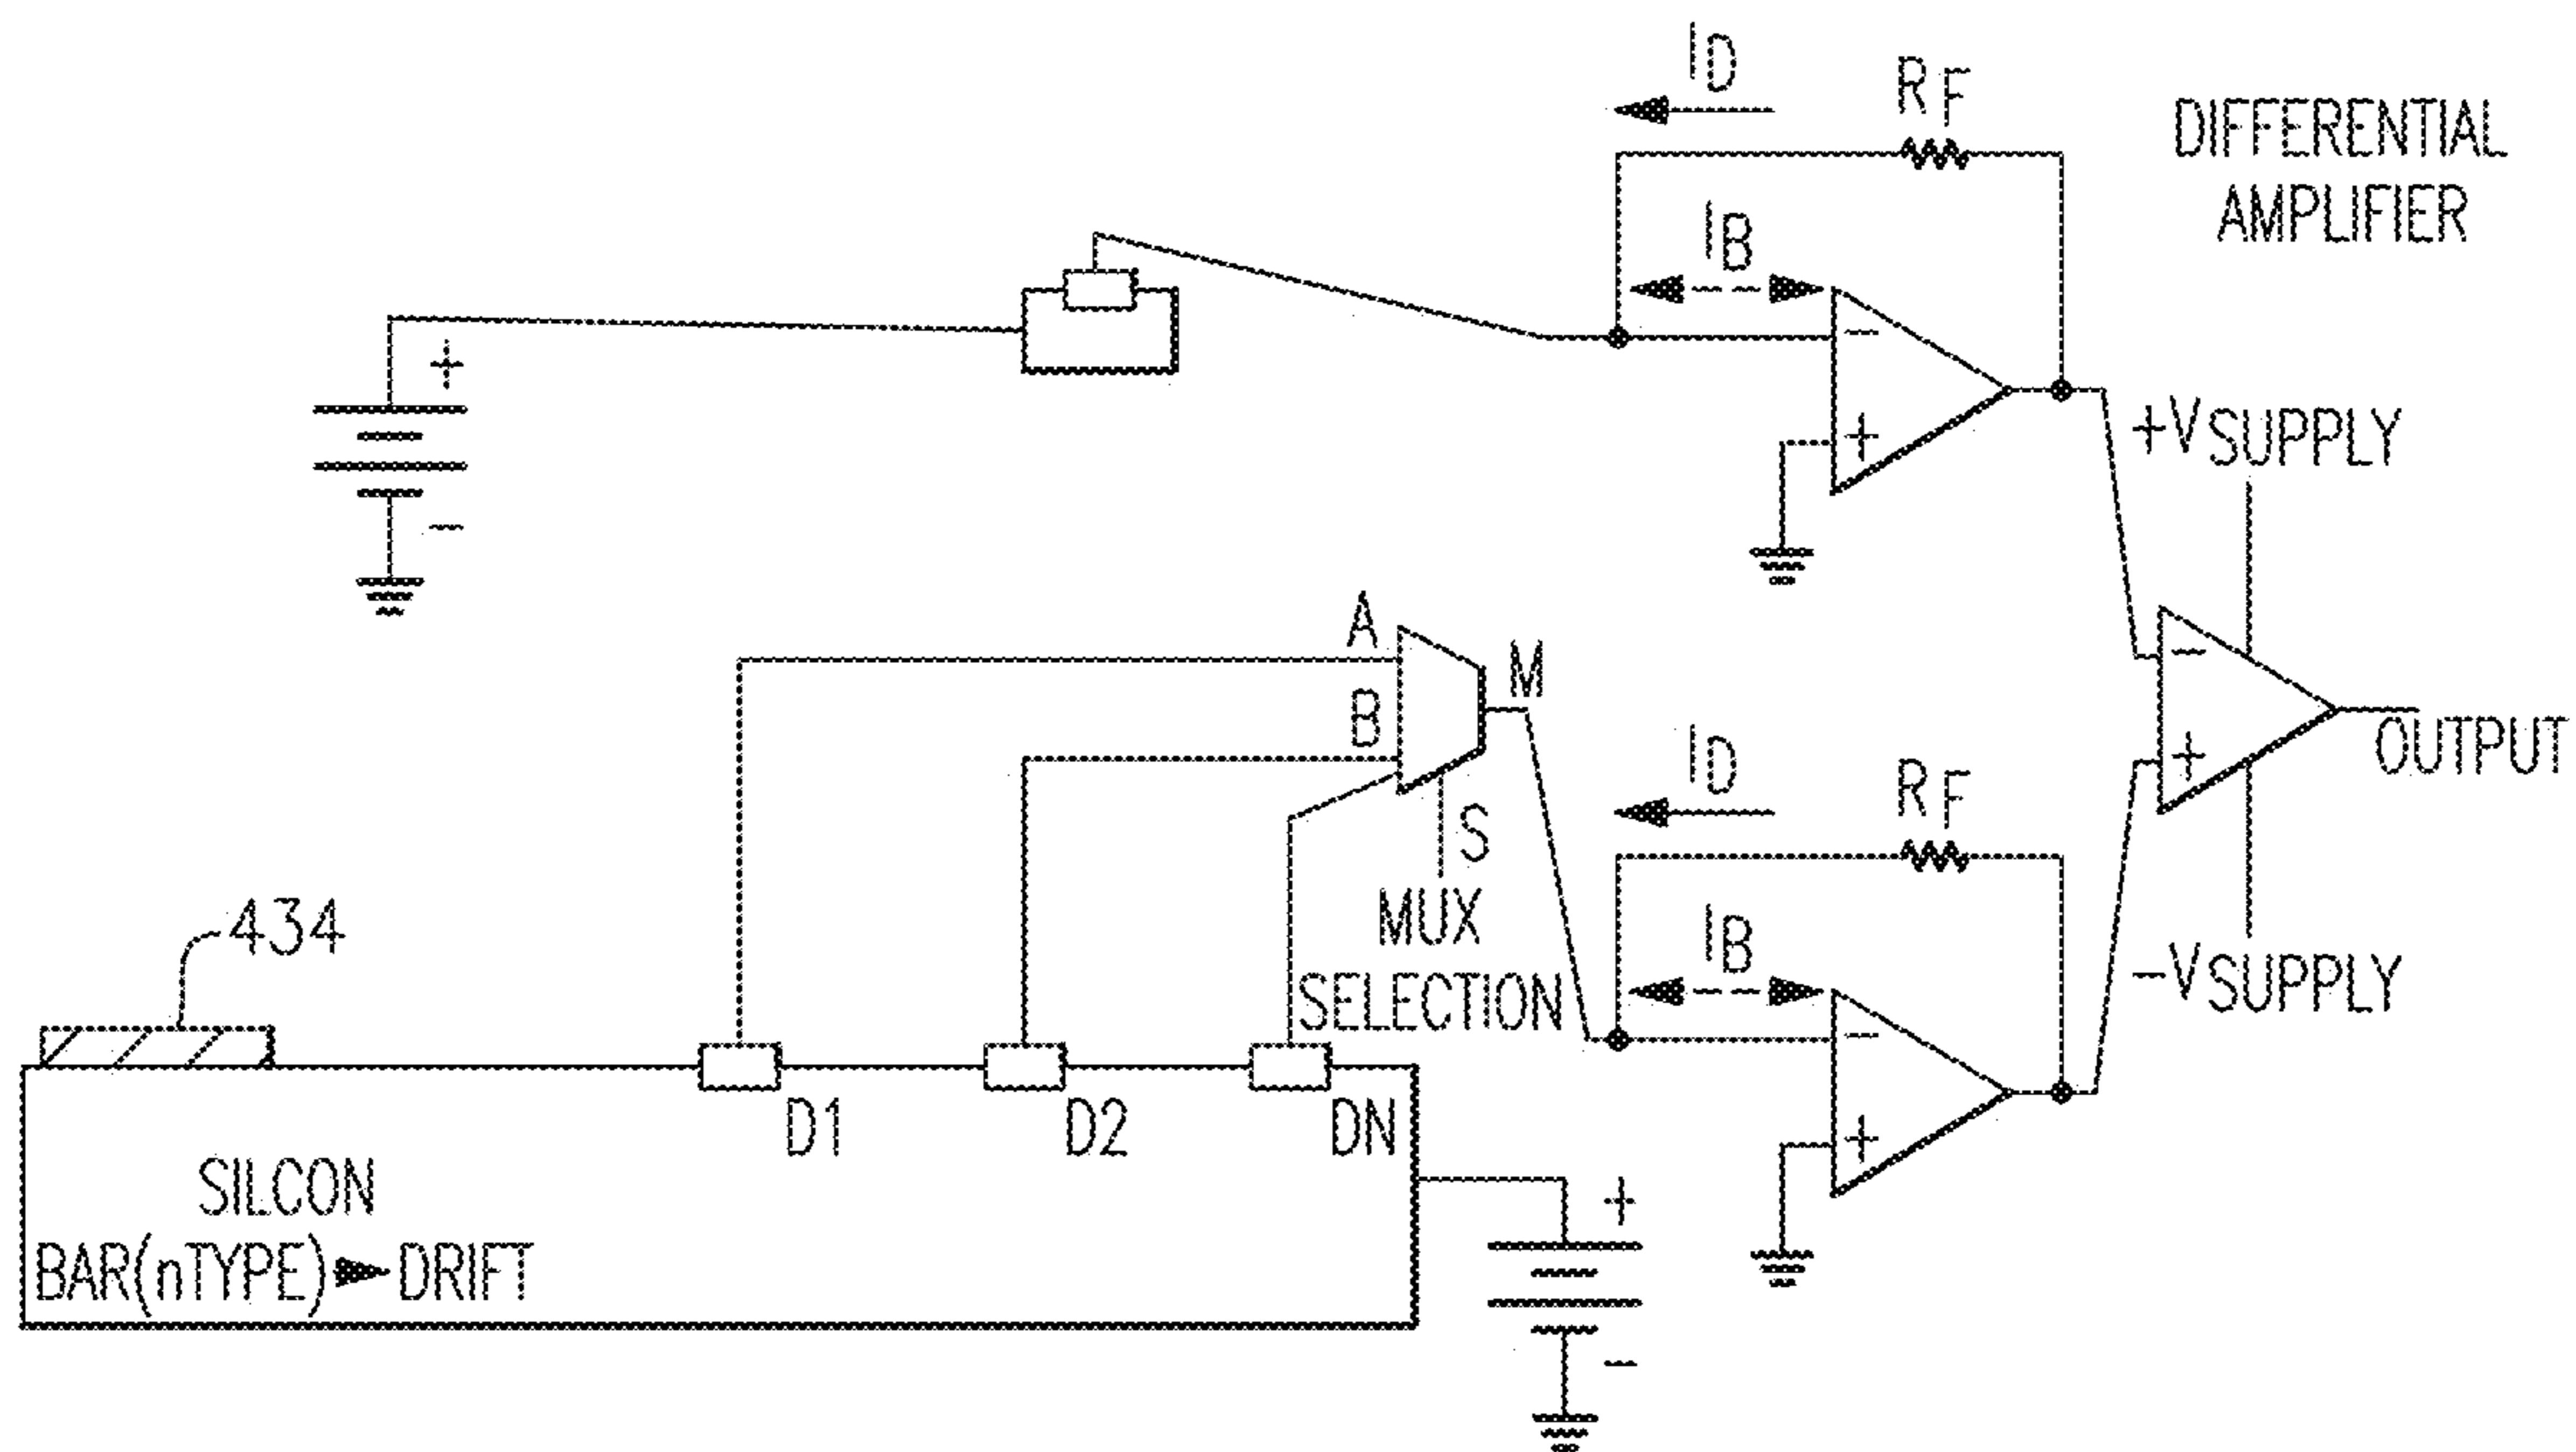 ID
RF
DIFFERENTIAL
AMPLIFIER
IB
+
−
−
+
+VSUPPLY
A
B
M
S
MUX
SELECTION
ID
RF
−
+
OUTPUT
434
IB
−VSUPPLY
−
+
D1
D2
DN
SILCON
BAR(nTYPE)
DRIFT
+
−